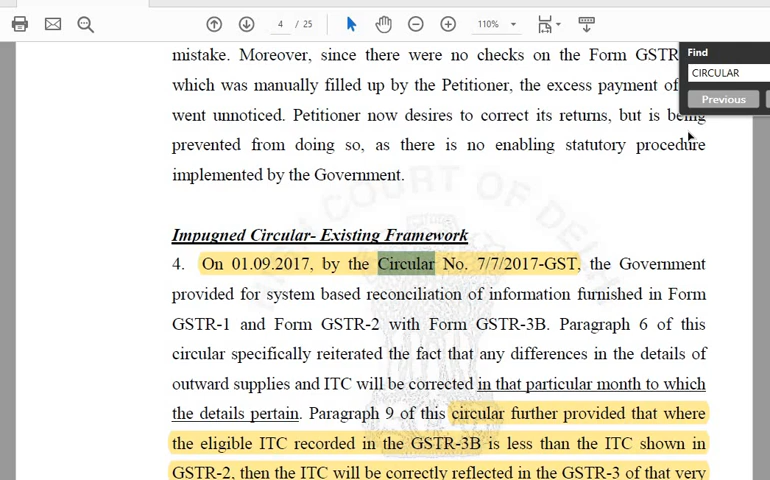 4 / 25 110%
Find
CIRCULAR
Previous
mistake. Moreover, since there were no checks on the Form GSTR
which was manually filled up by the Petitioner, the excess payment of
went unnoticed. Petitioner now desires to correct its returns, but is being
prevented from doing so, as there is no enabling statutory procedure
implemented by the Government.
COURT OF DELHI
Impugned Circular- Existing Framework
4. On 01.09.2017, by the Circular No. 7/7/2017-GST, the Government
provided for system based reconciliation of information furnished in Form
GSTR-1 and Form GSTR-2 with Form GSTR-3B. Paragraph 6 of this
circular specifically reiterated the fact that any differences in the details of
outward supplies and ITC will be corrected in that particular month to which
the details pertain. Paragraph 9 of this circular further provided that where
the eligible ITC recorded in the GSTR-3B is less than the ITC shown in
GSTR-2, then the ITC will be correctly reflected in the GSTR-3 of that very